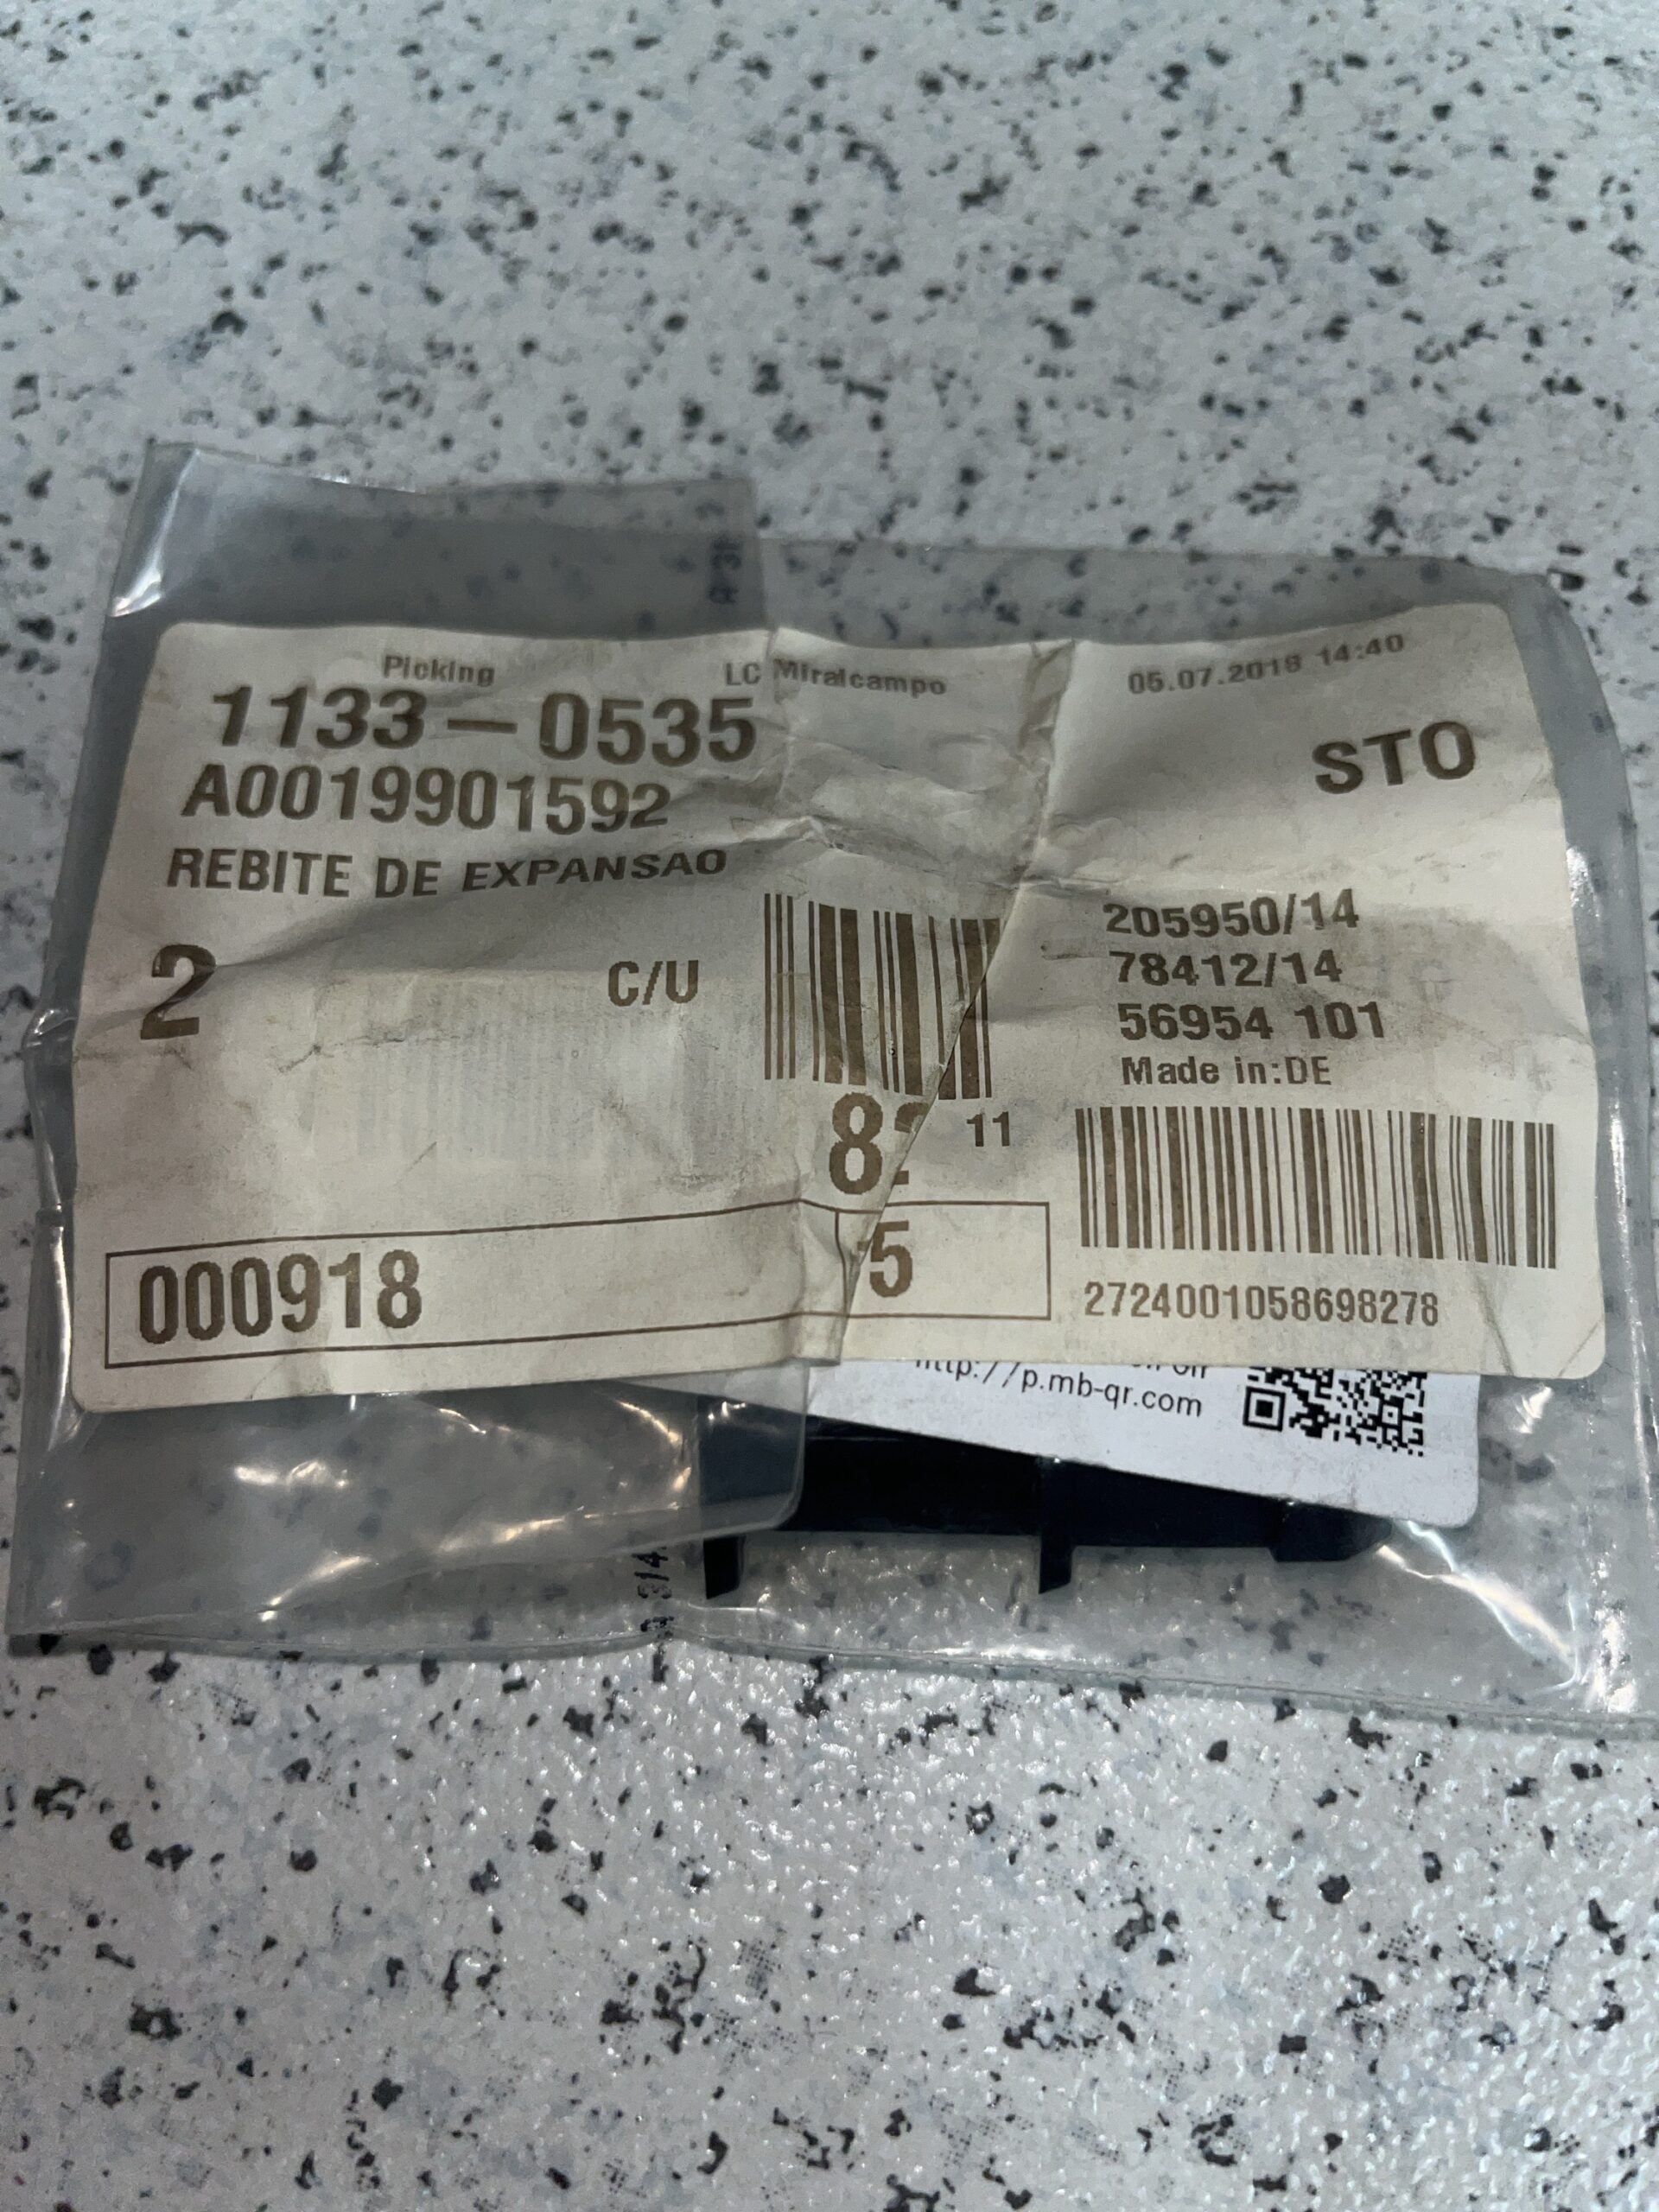 Picking LC Miralcampo 05.07.2018 14:40
1133-0535 STO
A0019901592
REBITE DE EXPANSAO
205950/14
78412/14
2 C/U
56954 101
Made in:DE
8
11
5
000918
2724001058698278
http://p.mb-qr.com